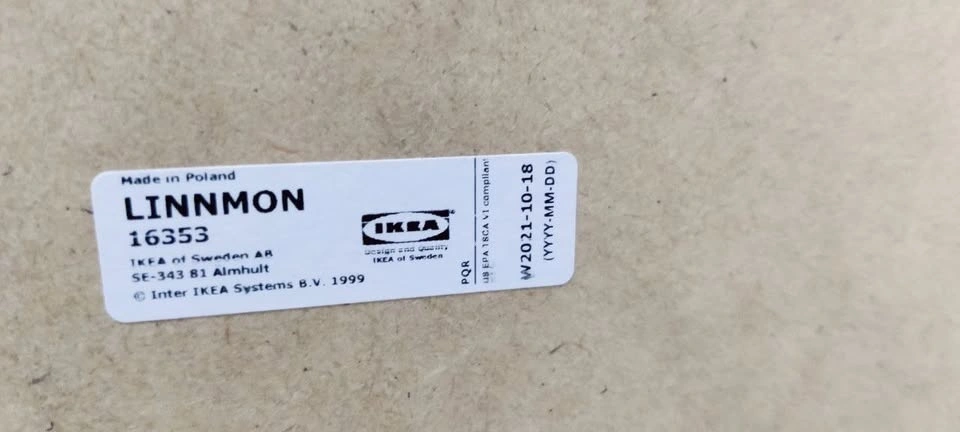 Made in Poland
LINNMON
16353
IKEA of Sweden AB
SE-343 81 Almhult
© Inter IKEA Systems B.V. 1999
IKEA
®
Design and Quality
IKEA of Sweden
PQR
US EPA TSCA VI compliant
W2021-10-18
(YYYY-MM-DD)